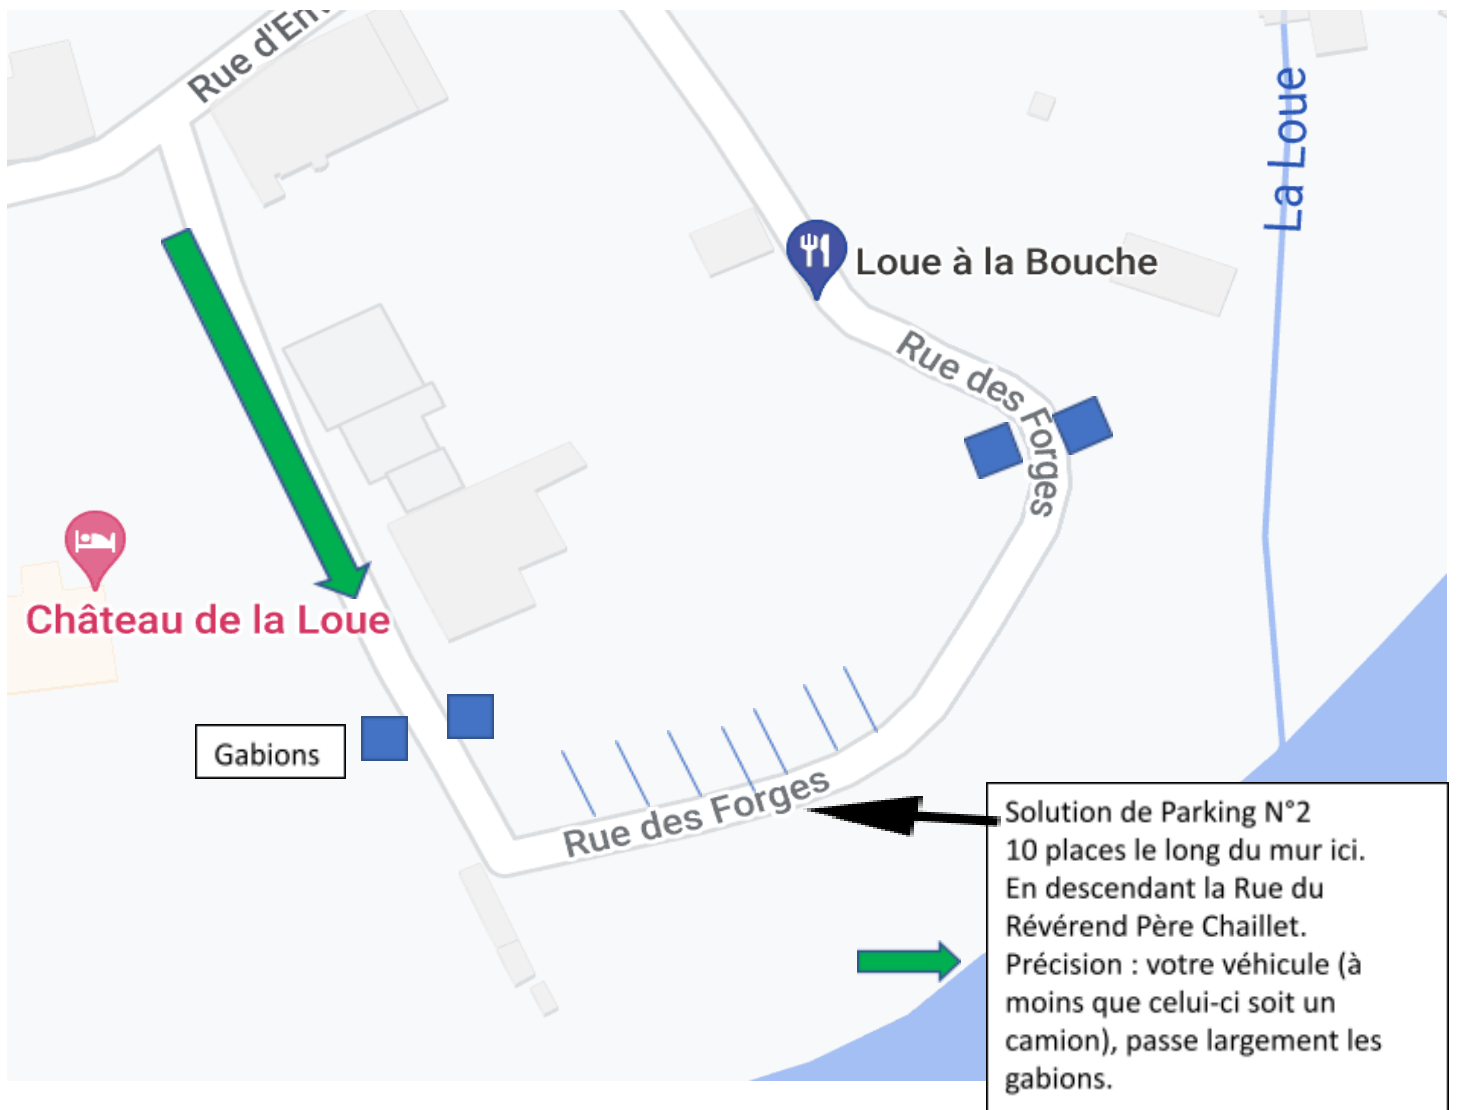 Rue d'En
La Loue
Loue à la Bouche
Rue des Forges
Château de la Loue
Gabions
Rue des Forges
Solution de Parking N°2
10 places le long du mur ici.
En descendant la Rue du
Révérend Père Chaillet.
Précision : votre véhicule (à
moins que celui-ci soit un
camion), passe largement les
gabions.